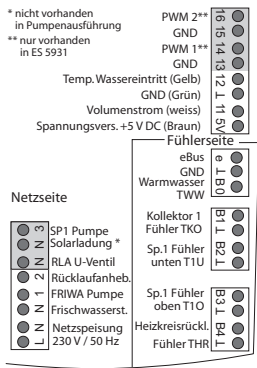 * nicht vorhanden
in Pumpenausführung
** nur vorhanden
in ES 5931
PWM 2** 16
GND 15
PWM 1** 14
GND 13
Temp. Wassereintritt (Gelb) 12
GND (Grün) ⊥
Volumenstrom (weiss) 11
Spannungsvers. +5 V DC (Braun) 5V
Fühlerseite
eBus e
GND ⊥
Warmwasser
TWW B0
Kollektor 1 B1
Fühler TKO ⊥
Sp.1 Fühler B2
unten T1U ⊥
Sp.1 Fühler B3
oben T1O ⊥
Heizkreisrückl. B4
Fühler THR ⊥
Netzseite
3 SP1 Pumpe
N Solarladung *
N RLA U-Ventil
2 Rücklaufanheb.
1 FRIWA Pumpe
N Frischwasserst.
N Netzspeisung
L 230 V / 50 Hz